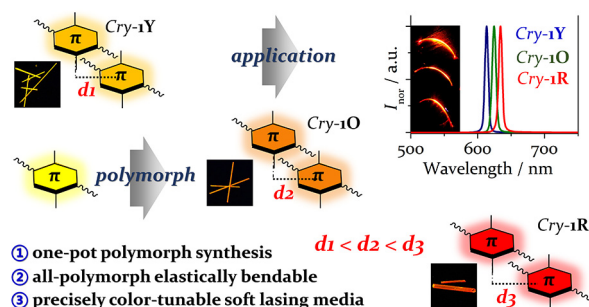 Cry-1Y
π
π
d1
application
Cry-1Y
Cry-1O
Cry-1R
I nor / a.u.
500
600
700
Wavelength / nm
π
polymorph
Cry-1O
π
π
d2
① one-pot polymorph synthesis
② all-polymorph elastically bendable
③ precisely color-tunable soft lasing media
d1 < d2 < d3
Cry-1R
π
π
d3